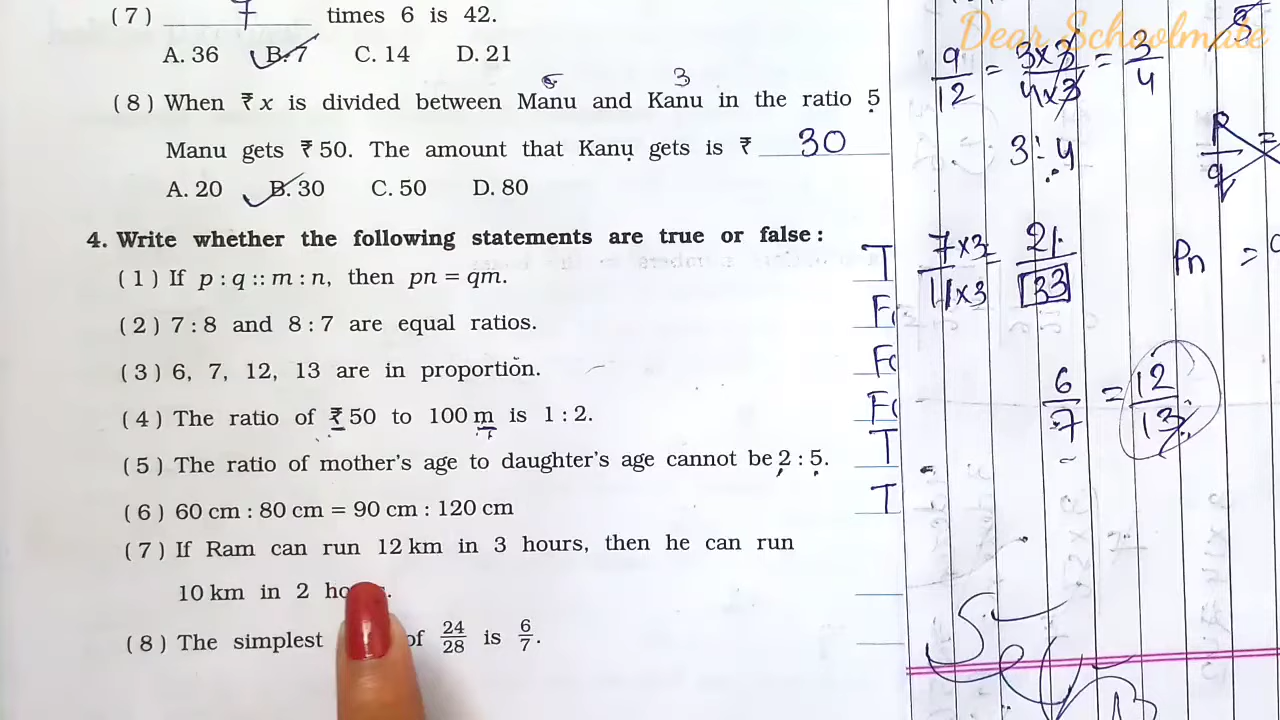 Dear Schoolmate
(7) 7 times 6 is 42.
A. 36 B. 7 C. 14 D. 21
(8) When ₹ x is divided between Manu and Kanu in the ratio 5
5 3
Manu gets ₹ 50. The amount that Kanu gets is ₹ 30
A. 20 B. 30 C. 50 D. 80
4. Write whether the following statements are true or false :
(1) If p : q :: m : n, then pn = qm. T
(2) 7 : 8 and 8 : 7 are equal ratios. F
(3) 6, 7, 12, 13 are in proportion. F
(4) The ratio of ₹ 50 to 100 m is 1 : 2. F
(5) The ratio of mother's age to daughter's age cannot be 2 : 5. T
(6) 60 cm : 80 cm = 90 cm : 120 cm T
(7) If Ram can run 12 km in 3 hours, then he can run
10 km in 2
(8) The simplest of 24/28 is 6/7.
9/12 = 3×3/4×3 = 3/4
3 : 4
p/q =
7×3/11×3 21/33
Pn =
6/7 = 12/13